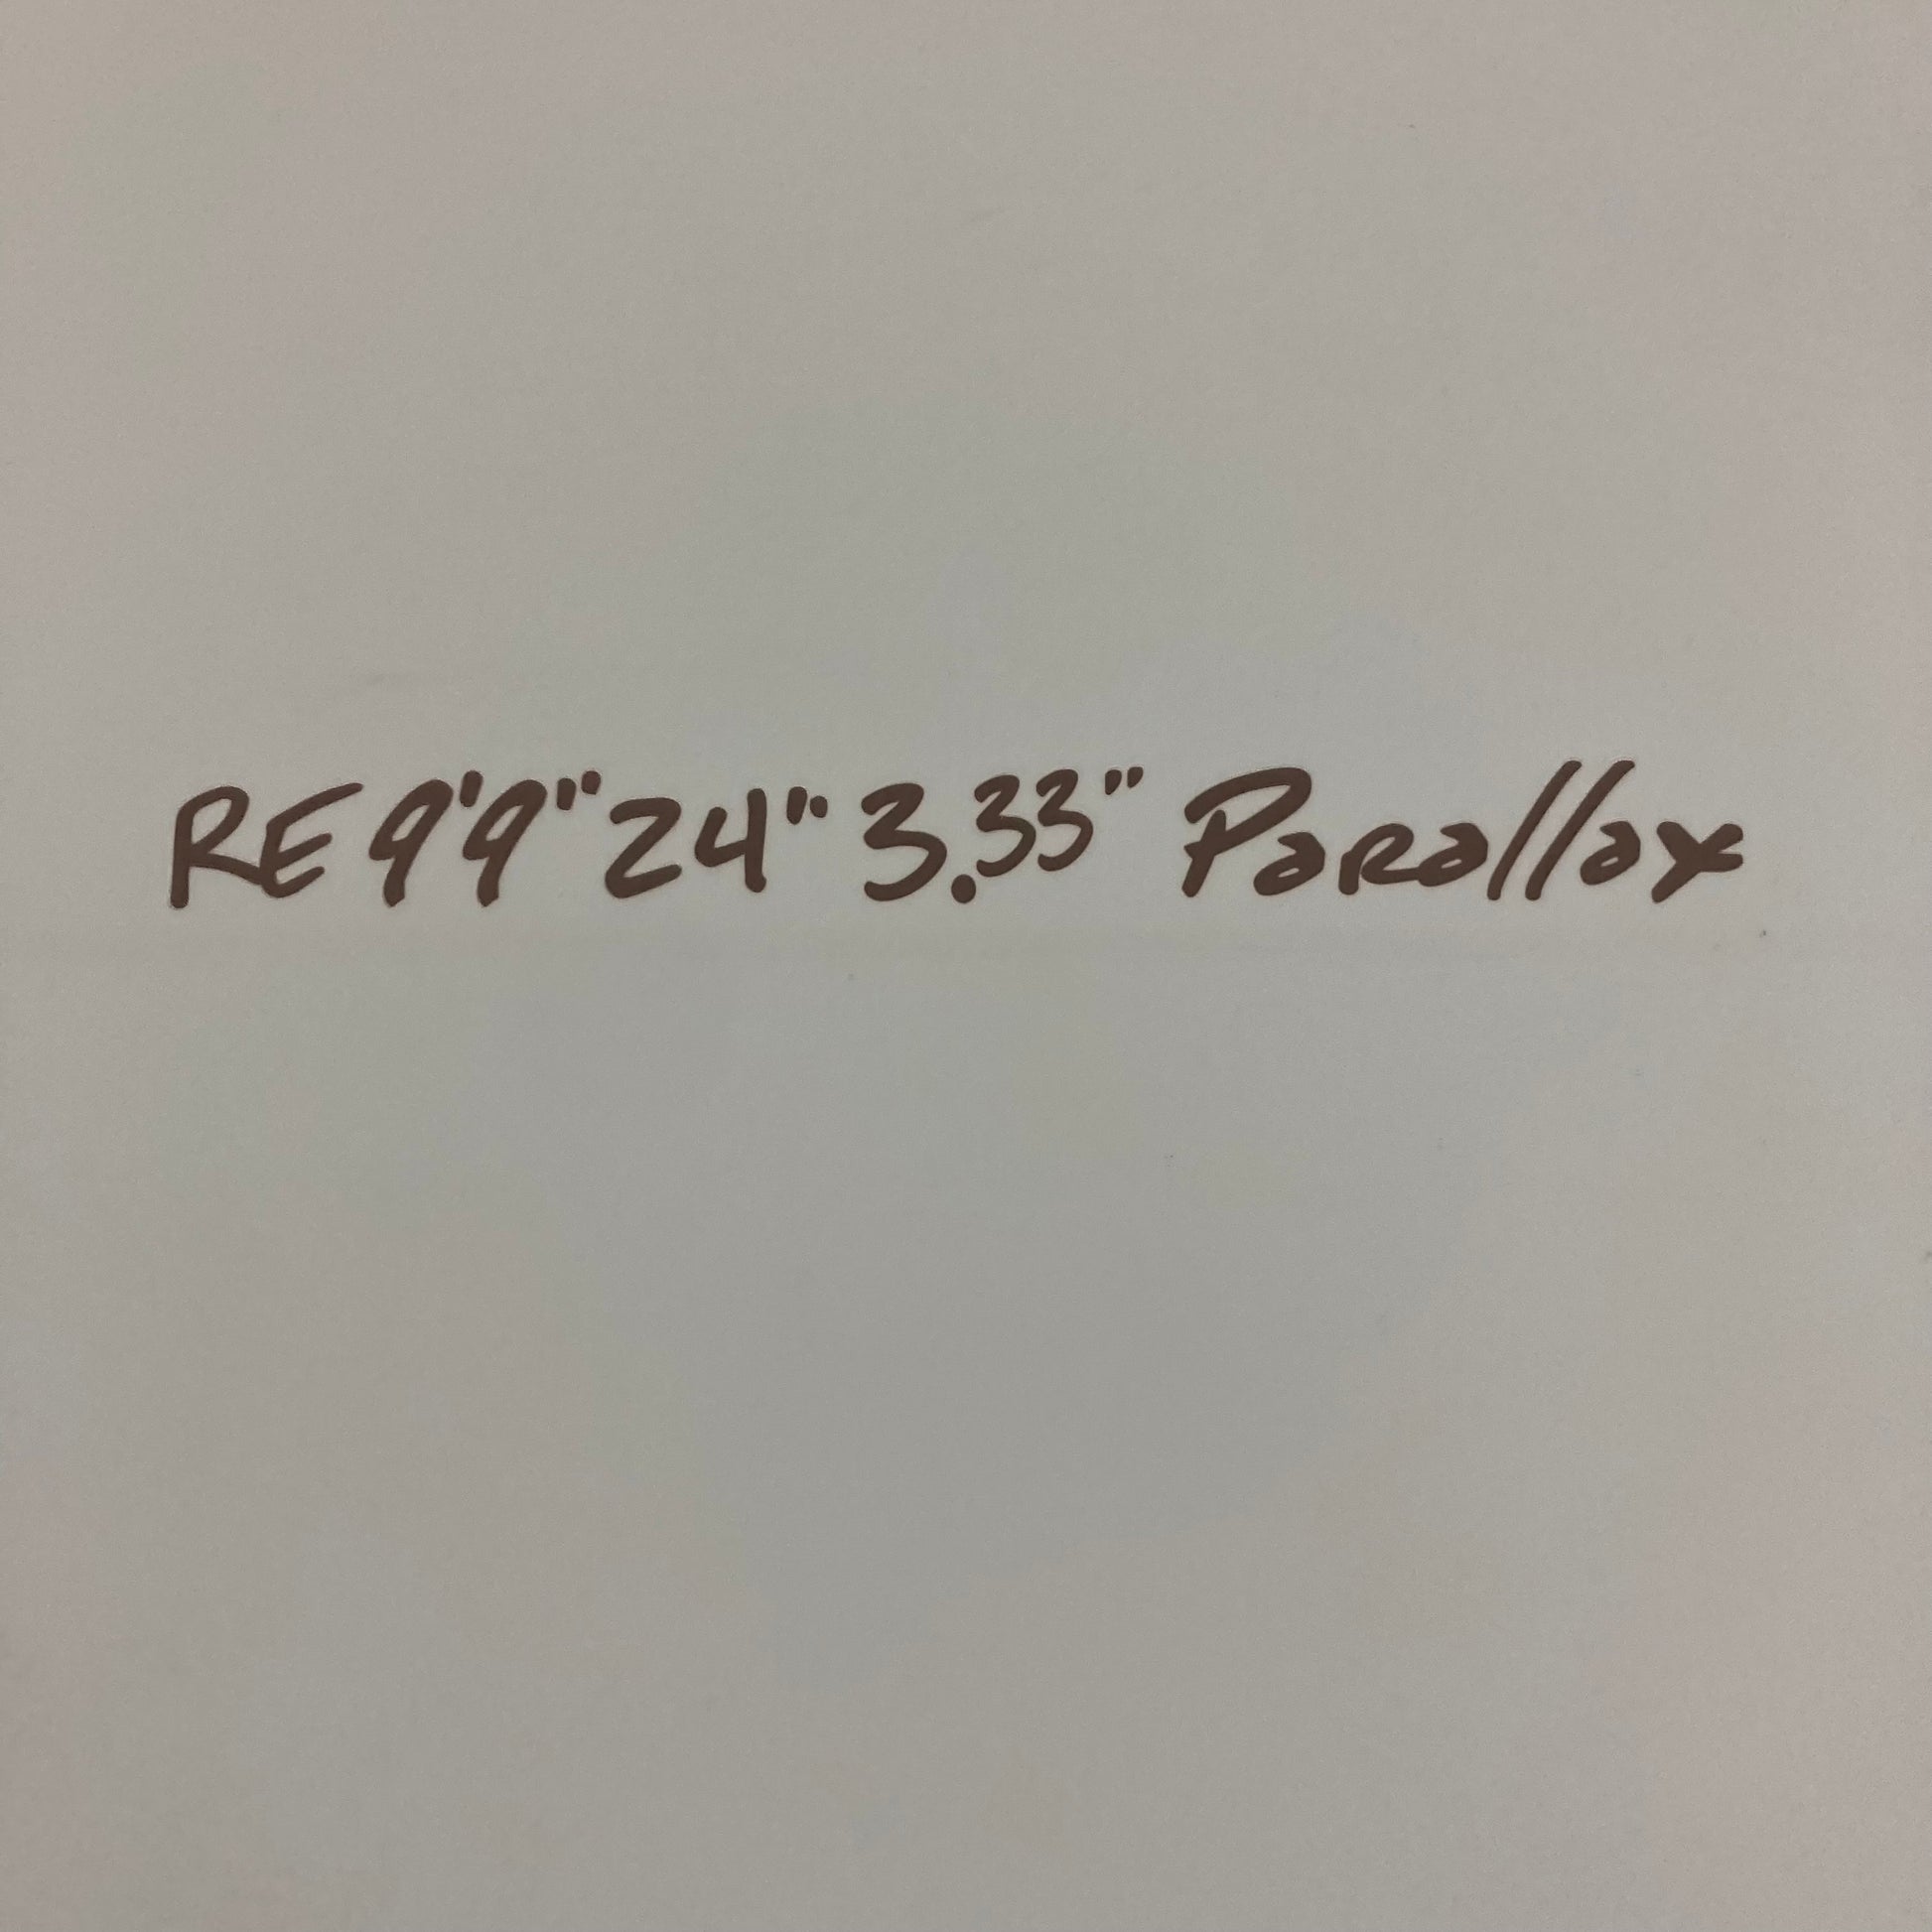 RE 9'9" 24" 3.33" Parallax